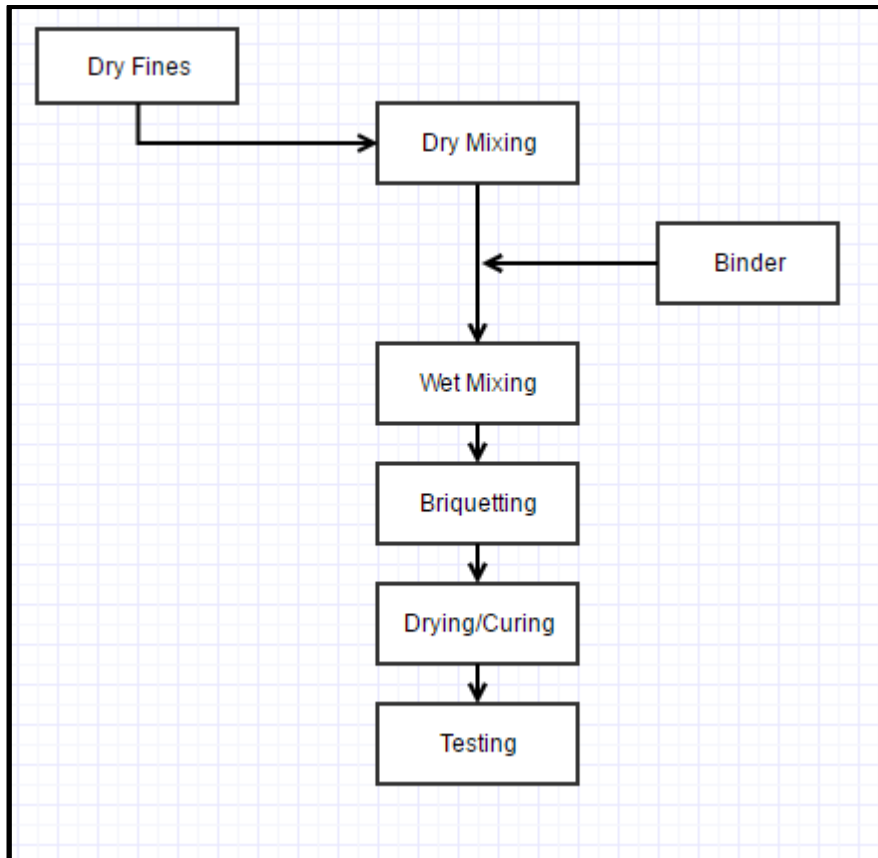 Dry Fines
Dry Mixing
Binder
Wet Mixing
Briquetting
Drying/Curing
Testing